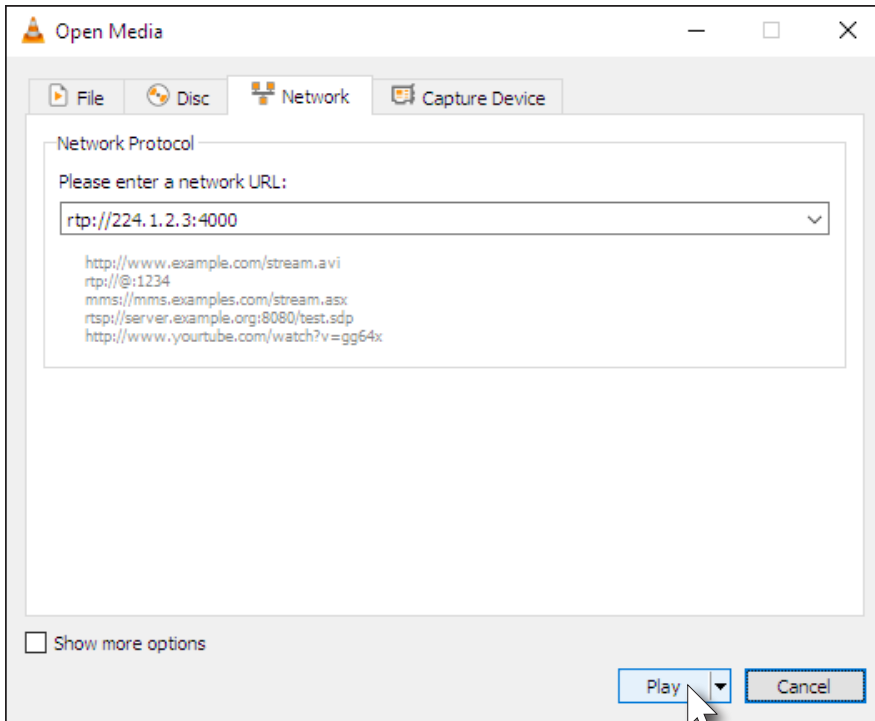 Open Media
File Disc Network Capture Device
Network Protocol
Please enter a network URL:
rtp://224.1.2.3:4000
http://www.example.com/stream.avi
rtp://@:1234
mms://mms.examples.com/stream.asx
rtsp://server.example.org:8080/test.sdp
http://www.yourtube.com/watch?v=gg64x
Show more options
Play Cancel